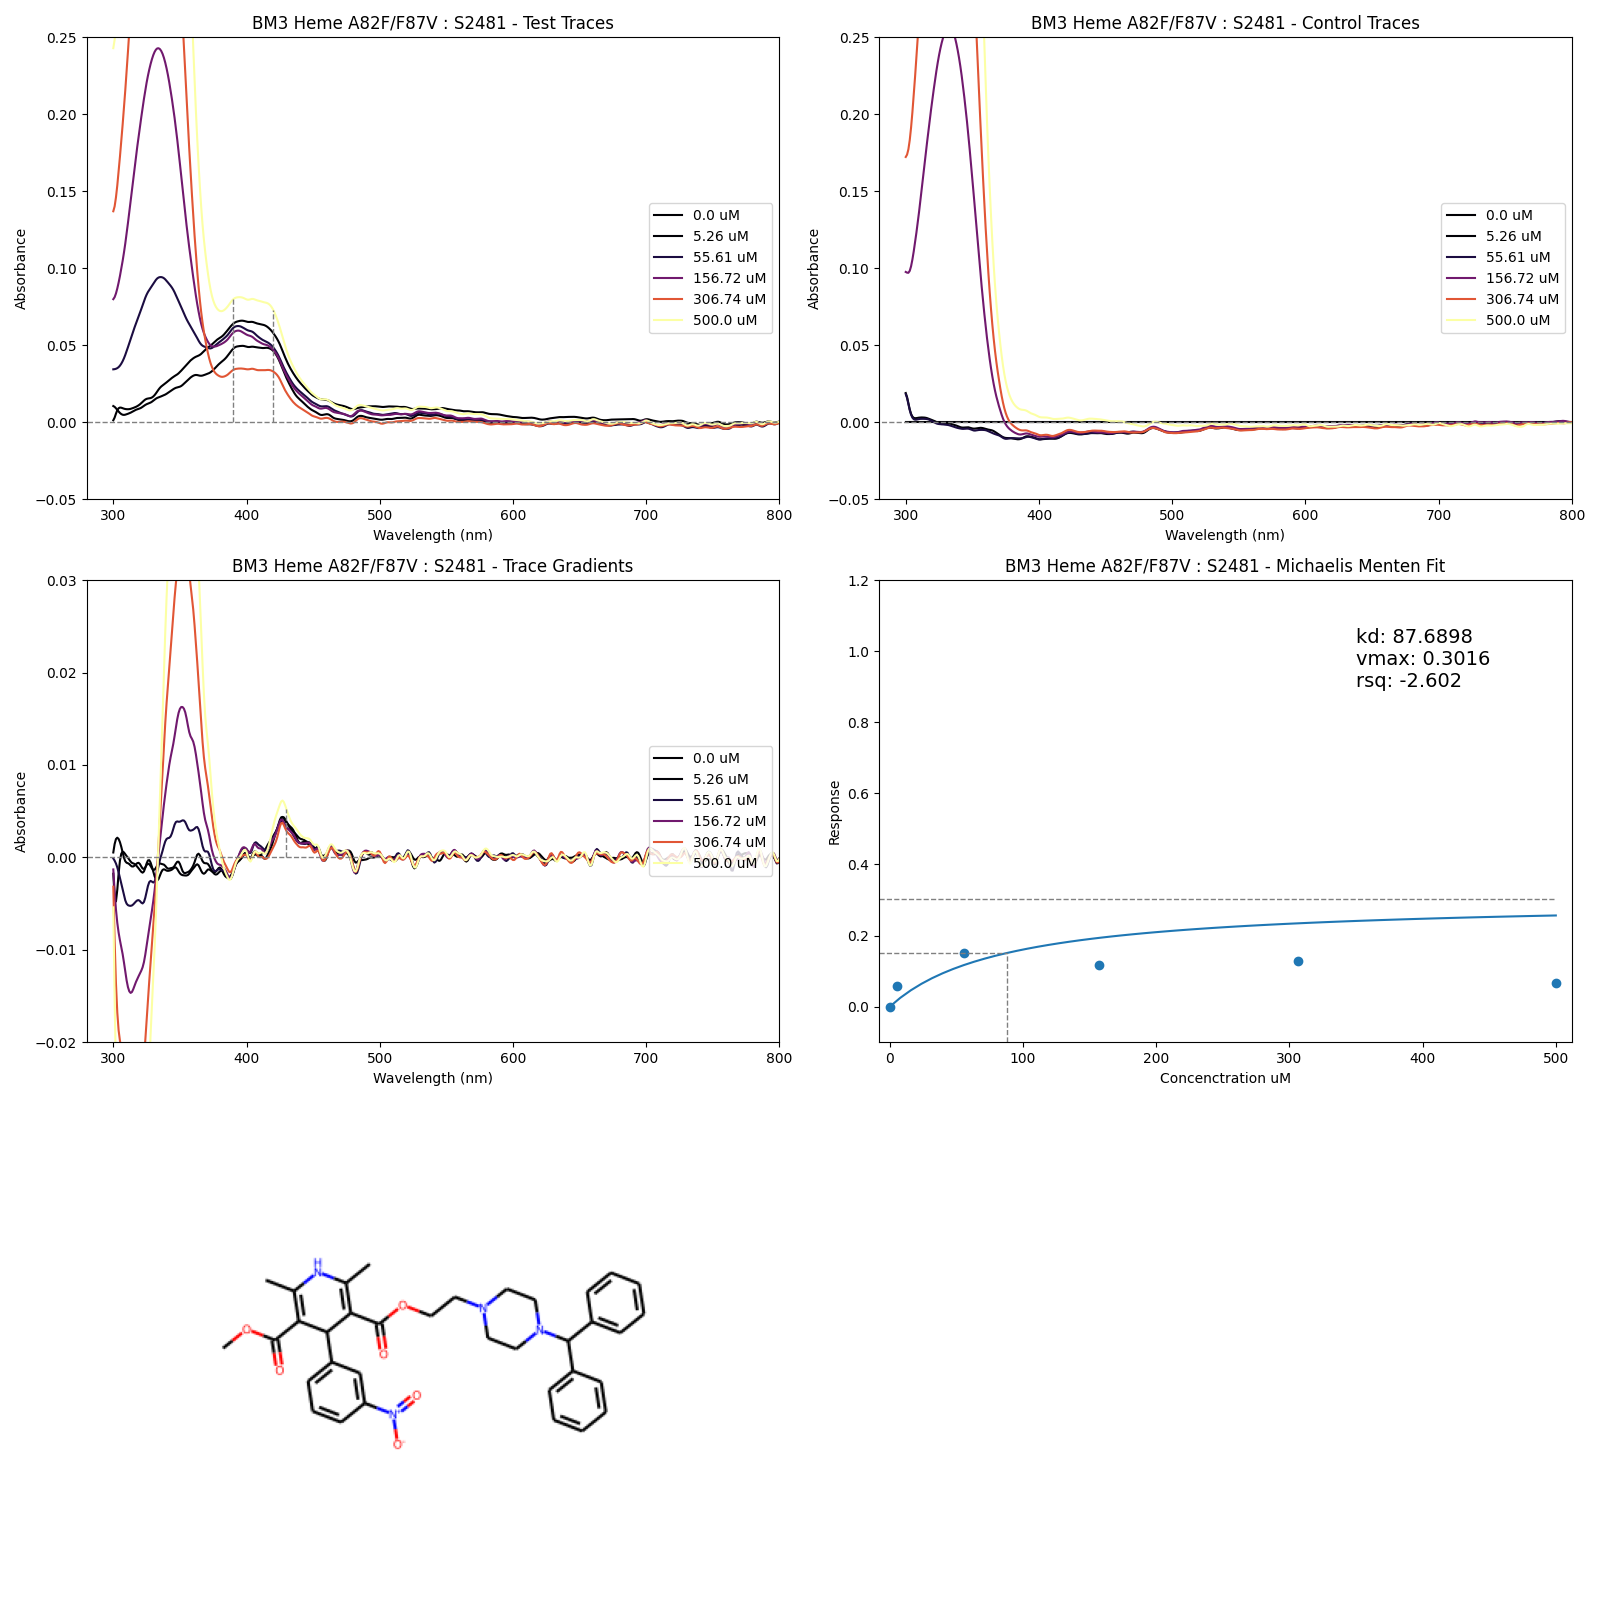 BM3 Heme A82F/F87V : S2481 - Test Traces
0.25
0.20
0.15
0.10
0.05
0.00
−0.05
Absorbance
300 400 500 600 700 800
Wavelength (nm)
0.0 uM
5.26 uM
55.61 uM
156.72 uM
306.74 uM
500.0 uM
BM3 Heme A82F/F87V : S2481 - Control Traces
0.25
0.20
0.15
0.10
0.05
0.00
−0.05
Absorbance
300 400 500 600 700 800
Wavelength (nm)
0.0 uM
5.26 uM
55.61 uM
156.72 uM
306.74 uM
500.0 uM
BM3 Heme A82F/F87V : S2481 - Trace Gradients
0.03
0.02
0.01
0.00
−0.01
−0.02
Absorbance
300 400 500 600 700 800
Wavelength (nm)
0.0 uM
5.26 uM
55.61 uM
156.72 uM
306.74 uM
500.0 uM
BM3 Heme A82F/F87V : S2481 - Michaelis Menten Fit
1.2
1.0
0.8
0.6
0.4
0.2
0.0
Response
0 100 200 300 400 500
Concenctration uM
kd: 87.6898
vmax: 0.3016
rsq: -2.602
H
N
O
O
O
O
N
N
N+
O
O-